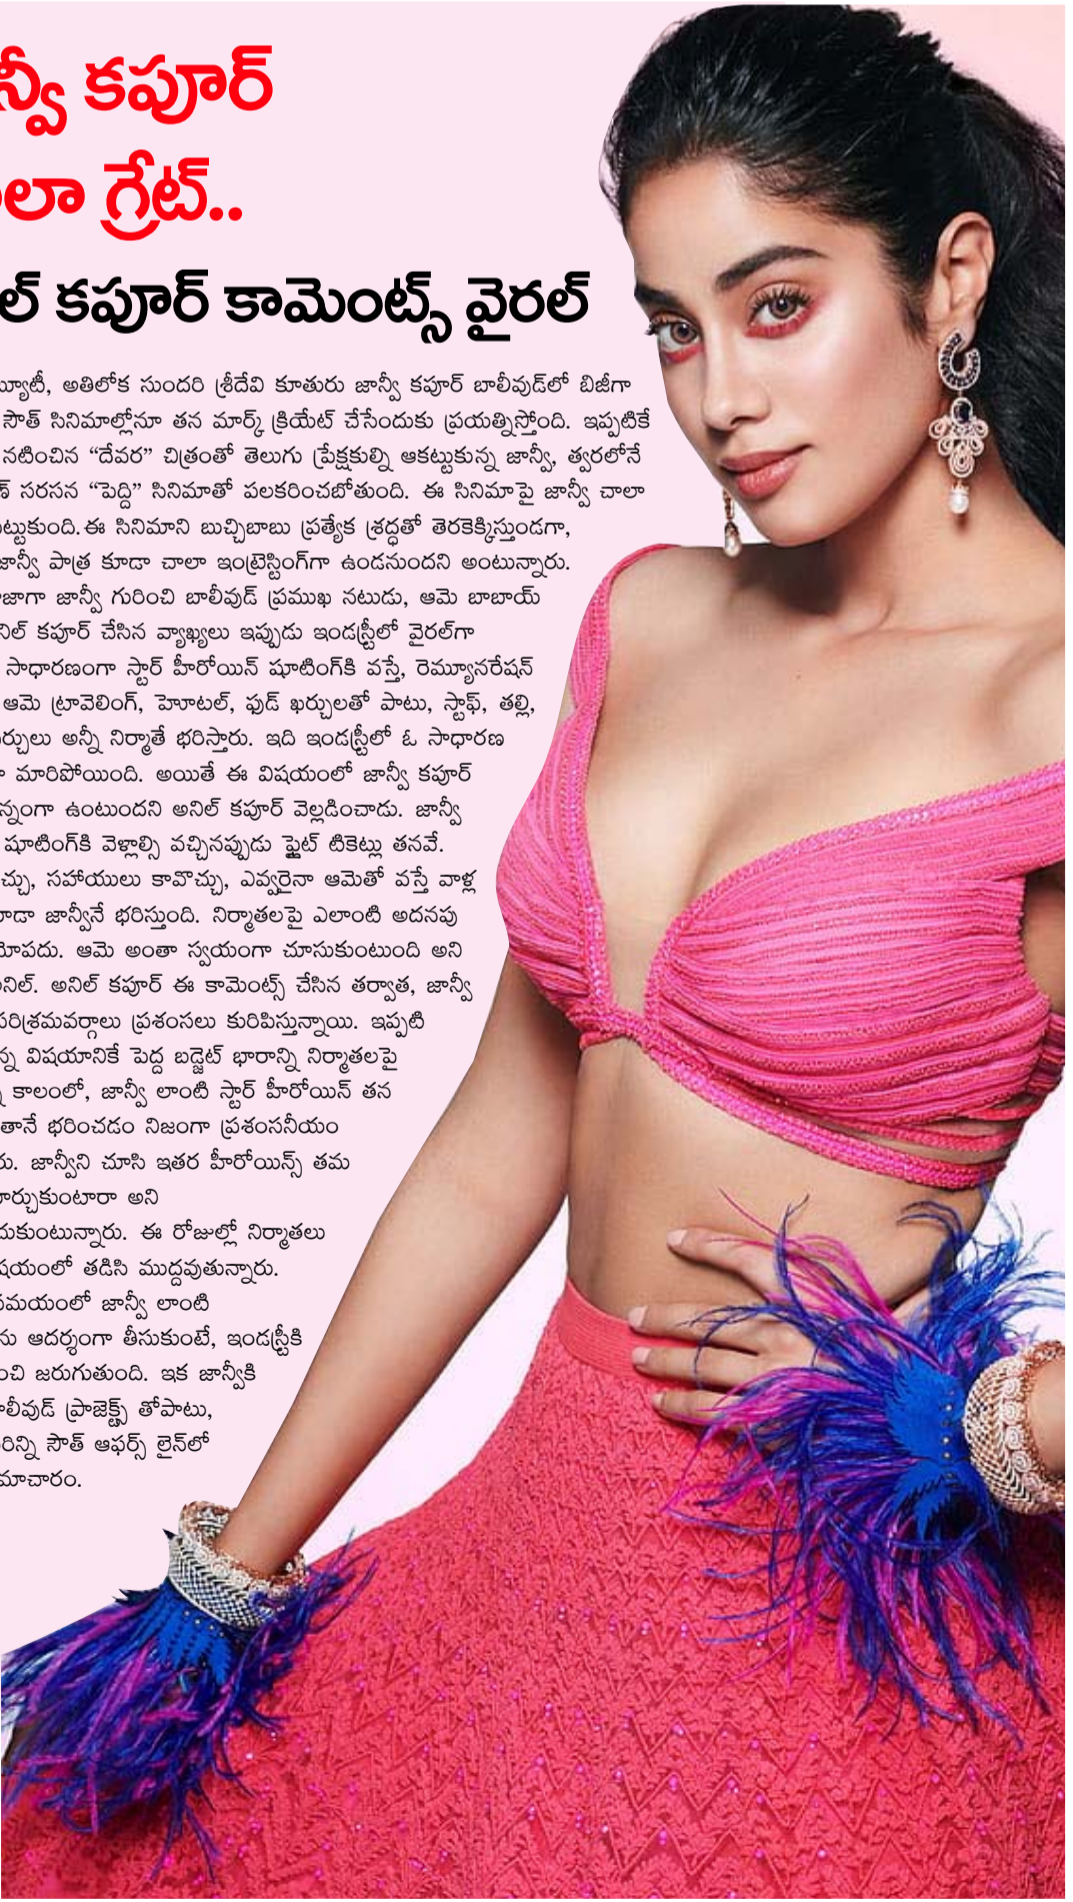 కపూర్
గ్రేట్..
కపూర్ కామెంట్స్ వైరల్
అతిలోక సుందరి శ్రీదేవి కూతురు జాన్వీ కపూర్ బాలీవుడ్‌లో బిజీగా
సౌత్ సినిమాల్లోనూ తన మార్క్ క్రియేట్ చేసేందుకు ప్రయత్నిస్తోంది. ఇప్పటికే
నటించిన “దేవర” చిత్రంతో తెలుగు ప్రేక్షకుల్ని ఆకట్టుకున్న జాన్వీ, త్వరలోనే
సరసన “పెద్ది” సినిమాతో పలకరించబోతుంది. ఈ సినిమాపై జాన్వీ చాలా
ఈ సినిమాని బుచ్చిబాబు ప్రత్యేక శ్రద్ధతో తెరకెక్కిస్తుండగా,
జాన్వీ పాత్ర కూడా చాలా ఇంట్రెస్టింగ్‌గా ఉండనుందని అంటున్నారు.
జాన్వీ గురించి బాలీవుడ్ ప్రముఖ నటుడు, ఆమె బాబాయ్
కపూర్ చేసిన వ్యాఖ్యలు ఇప్పుడు ఇండస్ట్రీలో వైరల్‌గా
సాధారణంగా స్టార్ హీరోయిన్ షూటింగ్‌కి వస్తే, రెమ్యూనరేషన్
ఆమె ట్రావెలింగ్, హెూటల్, ఫుడ్ ఖర్చులతో పాటు, స్టాఫ్, తల్లి,
అన్నీ నిర్మాతే భరిస్తారు. ఇది ఇండస్ట్రీలో ఓ సాధారణ
మారిపోయింది. అయితే ఈ విషయంలో జాన్వీ కపూర్
ఉంటుందని అనిల్ కపూర్ వెల్లడించాడు. జాన్వీ
షూటింగ్‌కి వెళ్లాల్సి వచ్చినప్పుడు ఫ్లైట్ టికెట్లు తనవే.
సహాయులు కావొచ్చు, ఎవ్వరైనా ఆమెతో వస్తే వాళ్ల
జాన్వీనే భరిస్తుంది. నిర్మాతలపై ఎలాంటి అదనపు
ఆమె అంతా స్వయంగా చూసుకుంటుంది అని
అనిల్ కపూర్ ఈ కామెంట్స్ చేసిన తర్వాత, జాన్వీ
పరిశ్రమవర్గాలు ప్రశంసలు కురిపిస్తున్నాయి. ఇప్పటి
విషయానికే పెద్ద బడ్జెట్ భారాన్ని నిర్మాతలపై
కాలంలో, జాన్వీ లాంటి స్టార్ హీరోయిన్ తన
తానే భరించడం నిజంగా ప్రశంసనీయం
జాన్వీని చూసి ఇతర హీరోయిన్స్ తమ
అని
ఈ రోజుల్లో నిర్మాతలు
తడిసి ముద్దవుతున్నారు.
సమయంలో జాన్వీ లాంటి
ఆదర్శంగా తీసుకుంటే, ఇండస్ట్రీకి
జరుగుతుంది. ఇక జాన్వీకి
ప్రాజెక్ట్స్ తోపాటు,
సౌత్ ఆఫర్స్ లైన్‌లో